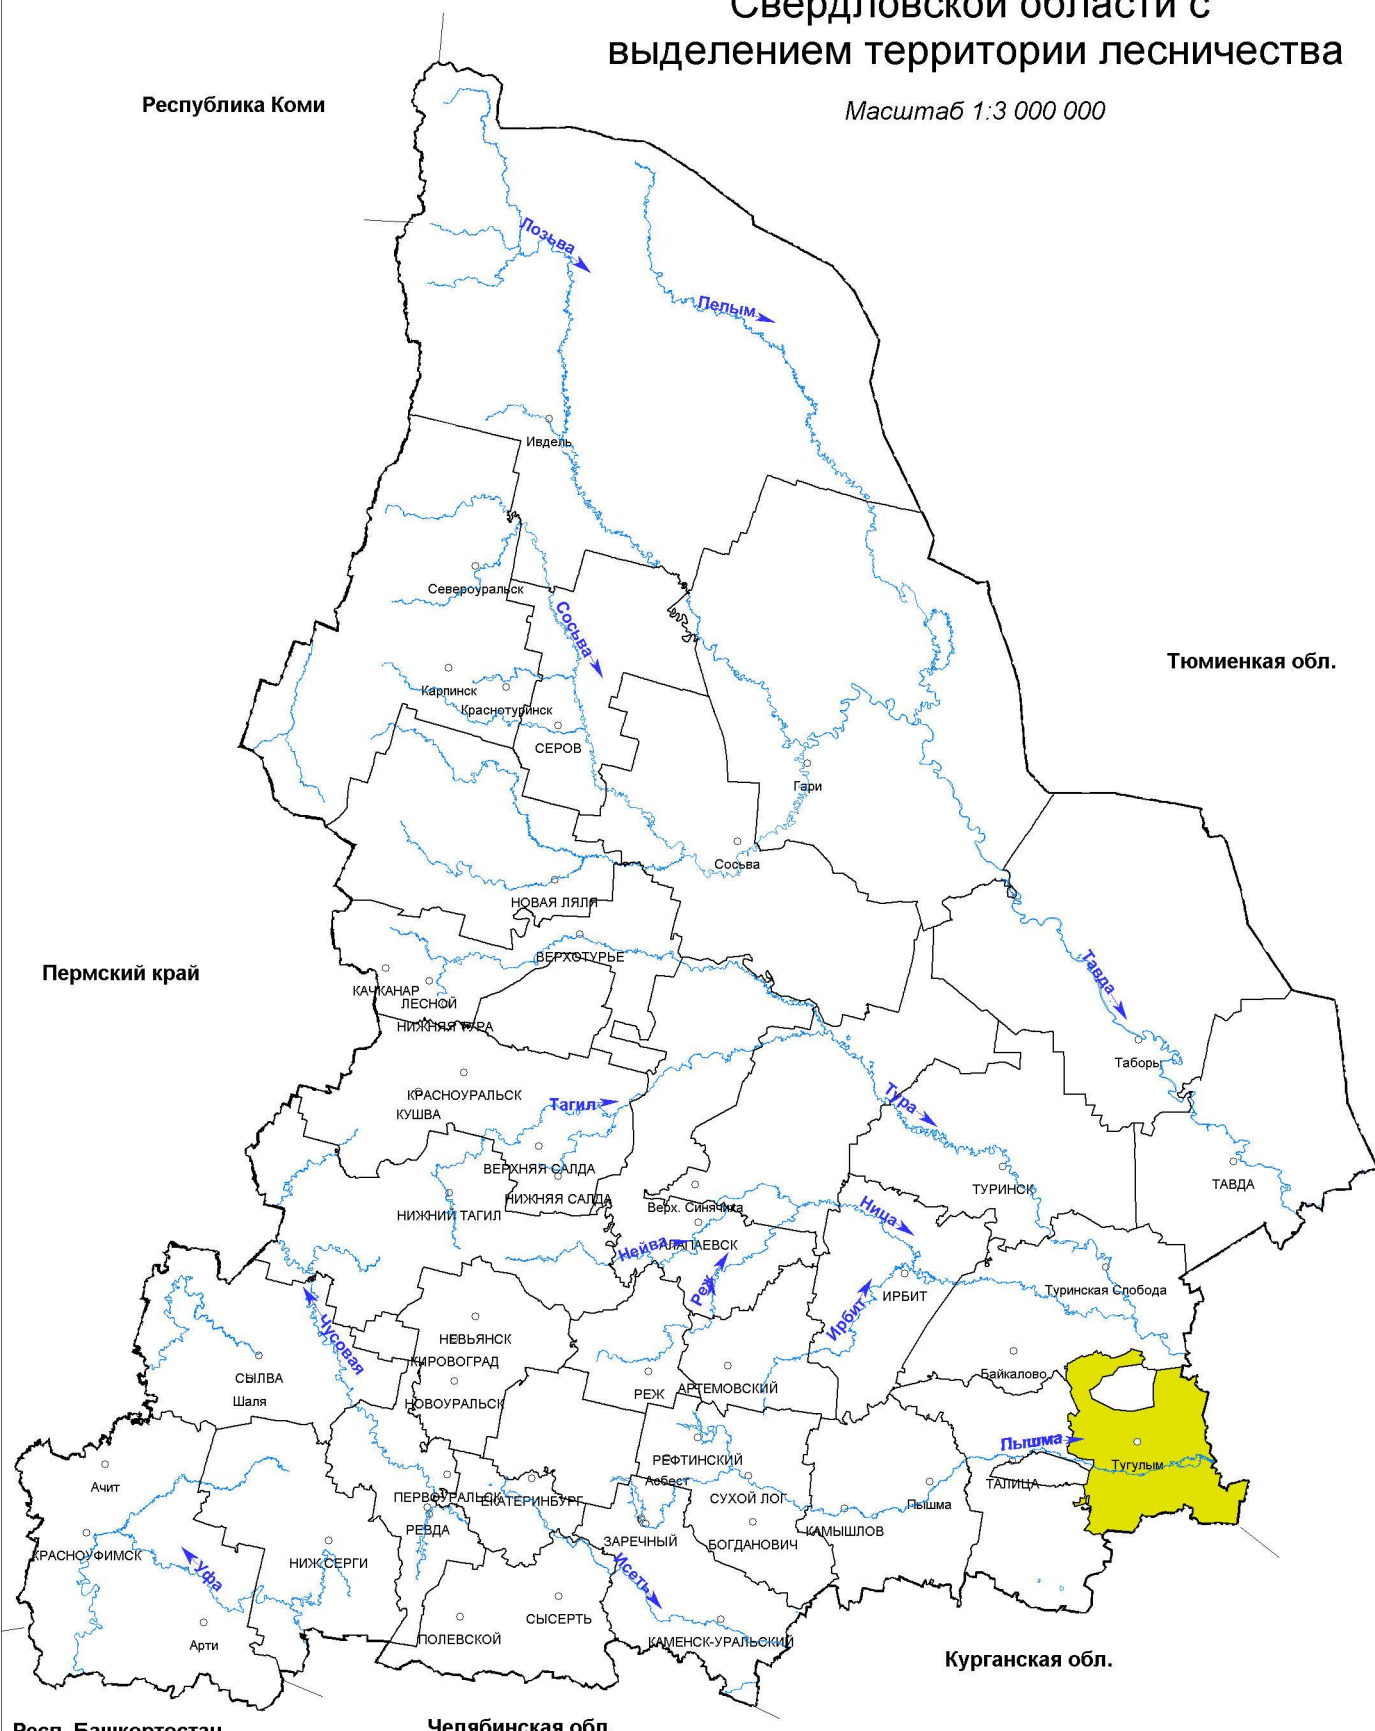 Свердловской области с
выделением территории лесничества
Масштаб 1:3 000 000
Республика Коми
Лозьва
Пелым
Ивдель
Североуральск
Сосьва
Тюмиенкая обл.
Карпинск
Краснотуринск
СЕРОВ
Гари
Сосьва
НОВАЯ ЛЯЛЯ
ВЕРХОТУРЬЕ
Пермский край
Тавда
КАЧКАНАР
ЛЕСНОЙ
НИЖНЯЯ ТУРА
Таборы
КРАСНОУРАЛЬСК
КУШВА
Тагил
Тура
ВЕРХНЯЯ САЛДА
ТУРИНСК
ТАВДА
НИЖНЯЯ САЛДА
Верх. Синячиха
НИЖНИЙ ТАГИЛ
Ница
Нейва
АЛАПАЕВСК
Реж
ИРБИТ
Туринская Слобода
Ирбит
Чусовая
НЕВЬЯНСК
КИРОВОГРАД
СЫЛВА
Байкалово
Шаля
НОВОУРАЛЬСК
РЕЖ
АРТЕМОВСКИЙ
Пышма
РЕФТИНСКИЙ
Тугулым
Асбест
ТАЛИЦА
Ачит
ПЕРВОУРАЛЬСК
ЕКАТЕРИНБУРГ
СУХОЙ ЛОГ
Пышма
РЕВДА
КАМЫШЛОВ
ЗАРЕЧНЫЙ
БОГДАНОВИЧ
КРАСНОУФИМСК
НИЖ.СЕРГИ
Уфа
Исеть
СЫСЕРТЬ
ПОЛЕВСКОЙ
КАМЕНСК-УРАЛЬСКИЙ
Арти
Курганская обл.
Респ. Башкортостан
Челябинская обл.